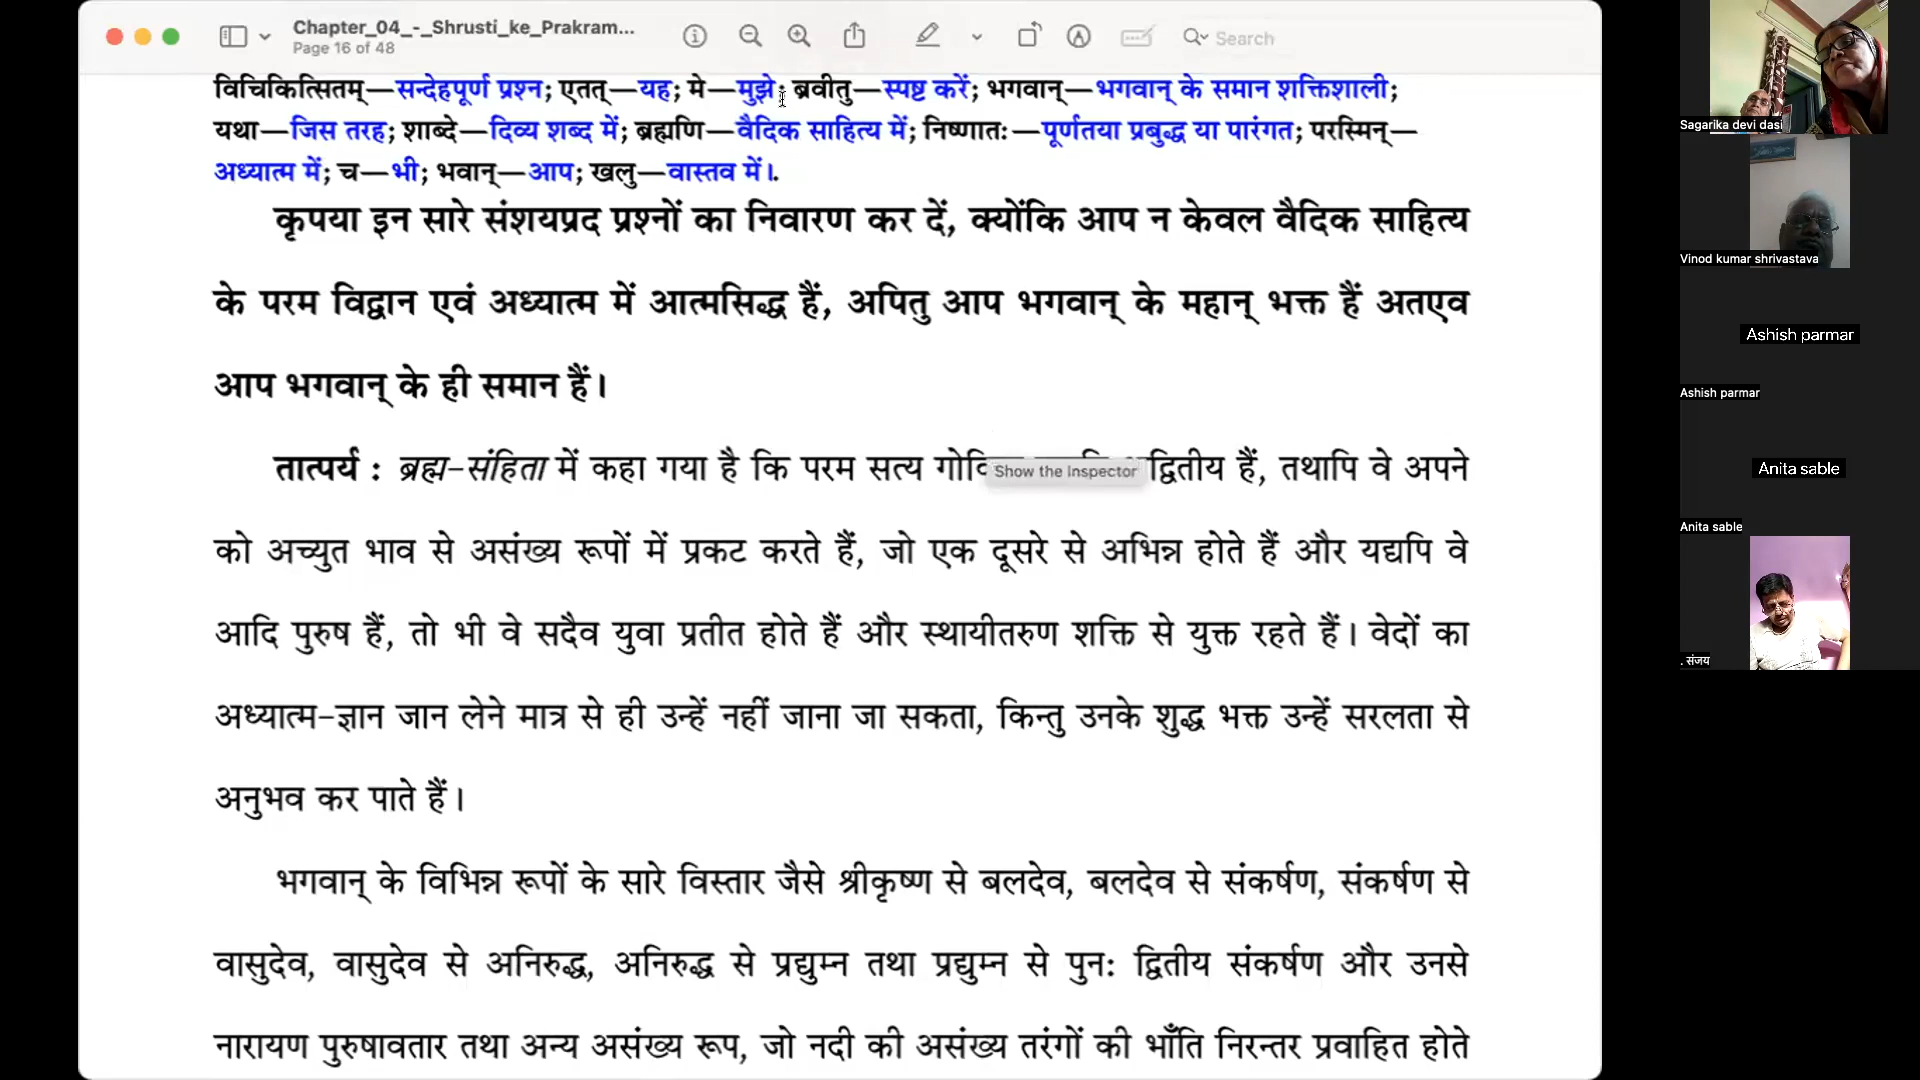 Chapter_04_-_Shrusti_ke_Prakram...
Page 16 of 48
Search
विचिकित्सितम्—सन्देहपूर्ण प्रश्न; एतत्—यह; मे—मुझे; ब्रवीतु—स्पष्ट करें; भगवान्—भगवान् के समान शक्तिशाली;
यथा—जिस तरह; शाब्दे—दिव्य शब्द में; ब्रह्मणि—वैदिक साहित्य में; निष्णातः—पूर्णतया प्रबुद्ध या पारंगत; परस्मिन्—
अध्यात्म में; च—भी; भवान्—आप; खलु—वास्तव में।.
कृपया इन सारे संशयप्रद प्रश्नों का निवारण कर दें, क्योंकि आप न केवल वैदिक साहित्य
के परम विद्वान एवं अध्यात्म में आत्मसिद्ध हैं, अपितु आप भगवान् के महान् भक्त हैं अतएव
आप भगवान् के ही समान हैं।
तात्पर्य : ब्रह्म-संहिता में कहा गया है कि परम सत्य Show the Inspector हैं, तथापि वे अपने
को अच्युत भाव से असंख्य रूपों में प्रकट करते हैं, जो एक दूसरे से अभिन्न होते हैं और यद्यपि वे
आदि पुरुष हैं, तो भी वे सदैव युवा प्रतीत होते हैं और स्थायीतरुण शक्ति से युक्त रहते हैं। वेदों का
अध्यात्म-ज्ञान जान लेने मात्र से ही उन्हें नहीं जाना जा सकता, किन्तु उनके शुद्ध भक्त उन्हें सरलता से
अनुभव कर पाते हैं।
भगवान् के विभिन्न रूपों के सारे विस्तार जैसे श्रीकृष्ण से बलदेव, बलदेव से संकर्षण, संकर्षण से
वासुदेव, वासुदेव से अनिरुद्ध, अनिरुद्ध से प्रद्युम्न तथा प्रद्युम्न से पुनः द्वितीय संकर्षण और उनसे
नारायण पुरुषावतार तथा अन्य असंख्य रूप, जो नदी की असंख्य तरंगों की भाँति निरन्तर प्रवाहित होते
Sagarika devi dasi
Vinod kumar shrivastava
Ashish parmar
Ashish parmar
Anita sable
Anita sable
. संजय